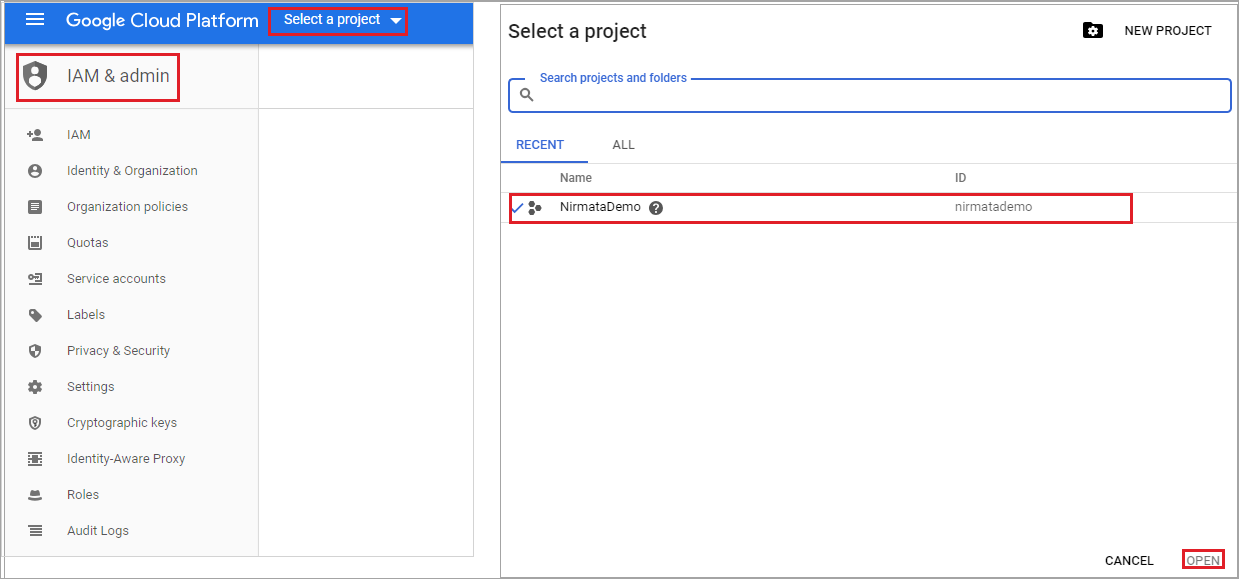 Google Cloud Platform Select a project
IAM & admin
IAM
Identity & Organization
Organization policies
Quotas
Service accounts
Labels
Privacy & Security
Settings
Cryptographic keys
Identity-Aware Proxy
Roles
Audit Logs
Select a project NEW PROJECT
Search projects and folders
RECENT ALL
Name ID
NirmataDemo nirmatademo
CANCEL OPEN